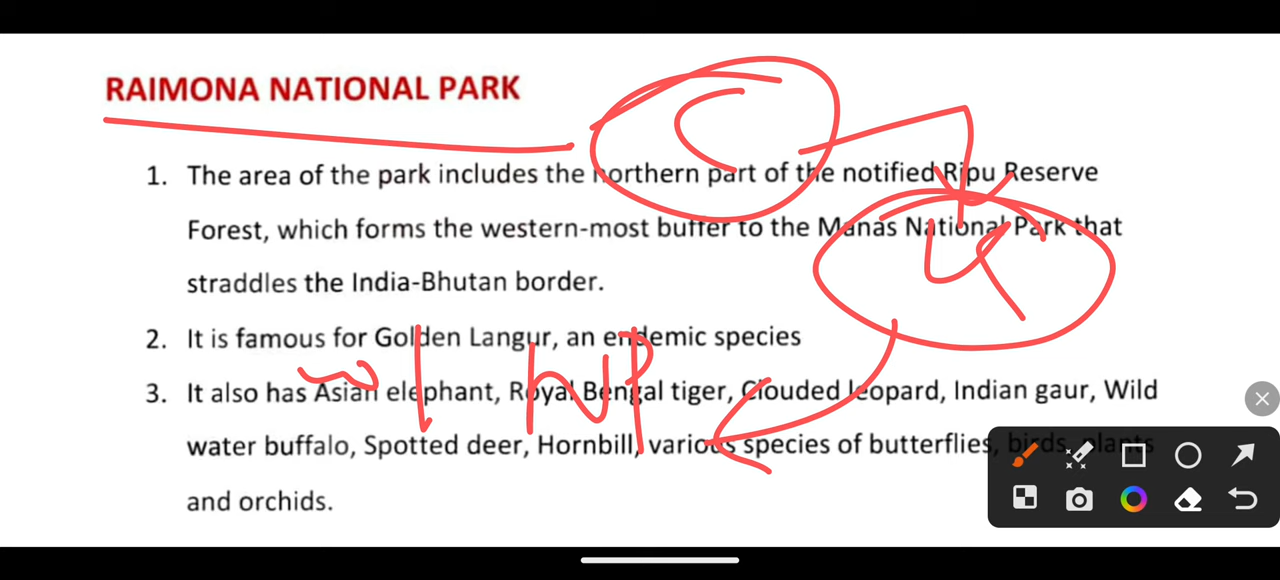 RAIMONA NATIONAL PARK
1. The area of the park includes the northern part of the notified Ripu Reserve
Forest, which forms the western-most buffer to the Manas National Park that
straddles the India-Bhutan border.
2. It is famous for Golden Langur, an endemic species
3. It also has Asian elephant, Royal Bengal tiger, Clouded leopard, Indian gaur, Wild
water buffalo, Spotted deer, Hornbill, various species of butterflies, birds, plants
and orchids.
NP